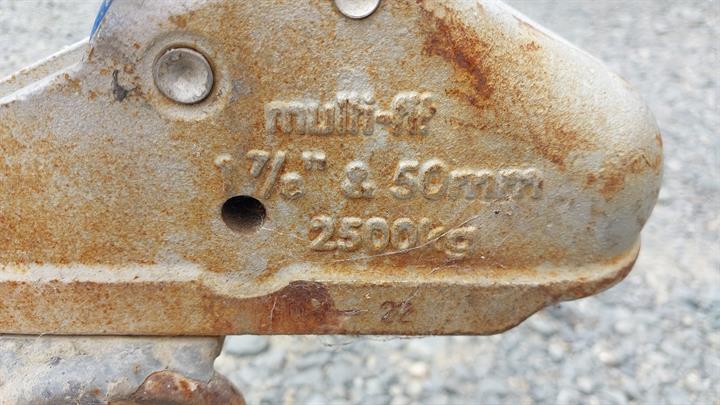 multi-fit
1 7/8" & 50mm
2500kg
22